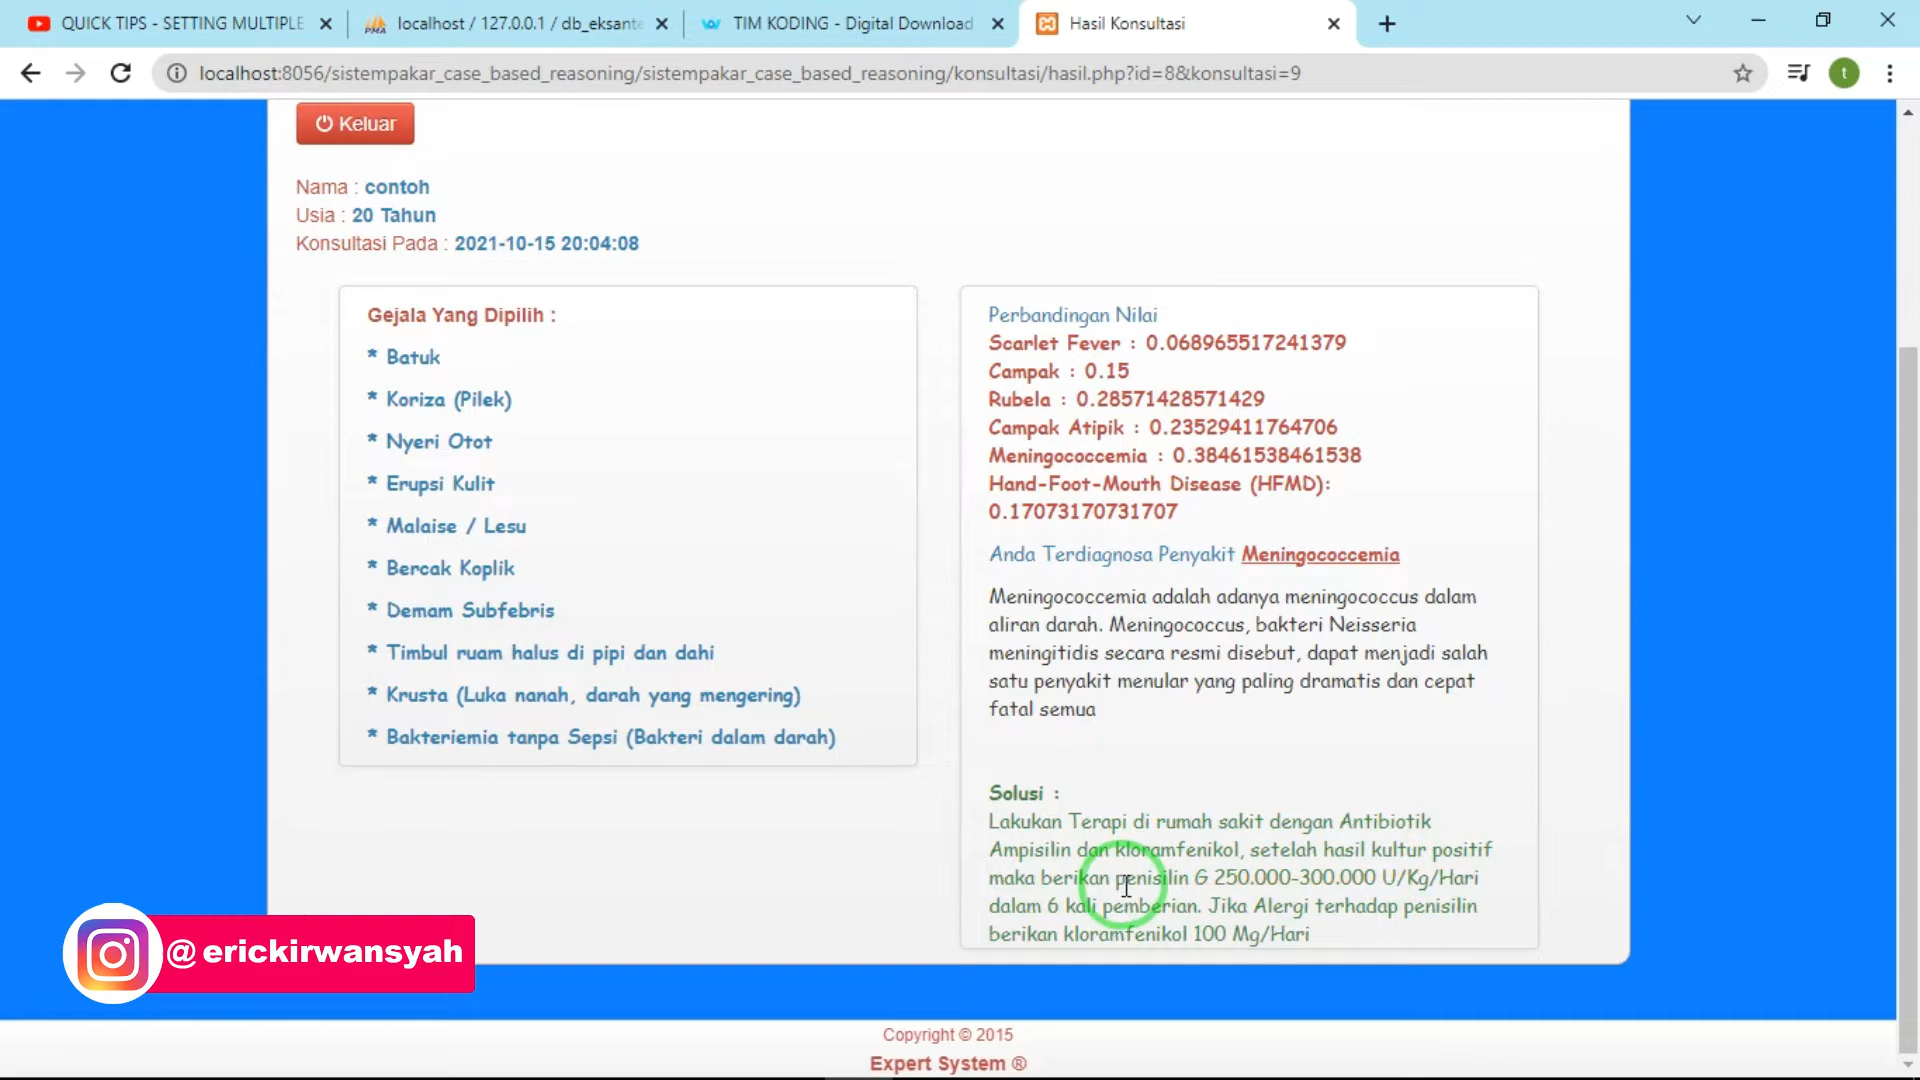 QUICK TIPS - SETTING MULTIPLE
localhost / 127.0.0.1 / db_eksante
TIM KODING - Digital Download
Hasil Konsultasi
localhost:8056/sistempakar_case_based_reasoning/sistempakar_case_based_reasoning/konsultasi/hasil.php?id=8&konsultasi=9
t
Keluar
Nama : contoh
Usia : 20 Tahun
Konsultasi Pada : 2021-10-15 20:04:08
Gejala Yang Dipilih :
* Batuk
* Koriza (Pilek)
* Nyeri Otot
* Erupsi Kulit
* Malaise / Lesu
* Bercak Koplik
* Demam Subfebris
* Timbul ruam halus di pipi dan dahi
* Krusta (Luka nanah, darah yang mengering)
* Bakteriemia tanpa Sepsi (Bakteri dalam darah)
Perbandingan Nilai
Scarlet Fever : 0.068965517241379
Campak : 0.15
Rubela : 0.28571428571429
Campak Atipik : 0.23529411764706
Meningococcemia : 0.38461538461538
Hand-Foot-Mouth Disease (HFMD):
0.17073170731707
Anda Terdiagnosa Penyakit Meningococcemia
Meningococcemia adalah adanya meningococcus dalam
aliran darah. Meningococcus, bakteri Neisseria
meningitidis secara resmi disebut, dapat menjadi salah
satu penyakit menular yang paling dramatis dan cepat
fatal semua
Solusi :
Lakukan Terapi di rumah sakit dengan Antibiotik
Ampisilin dan kloramfenikol, setelah hasil kultur positif
maka berikan penisilin G 250.000-300.000 U/Kg/Hari
dalam 6 kali pemberian. Jika Alergi terhadap penisilin
berikan kloramfenikol 100 Mg/Hari
@erickirwansyah
Copyright © 2015
Expert System ®